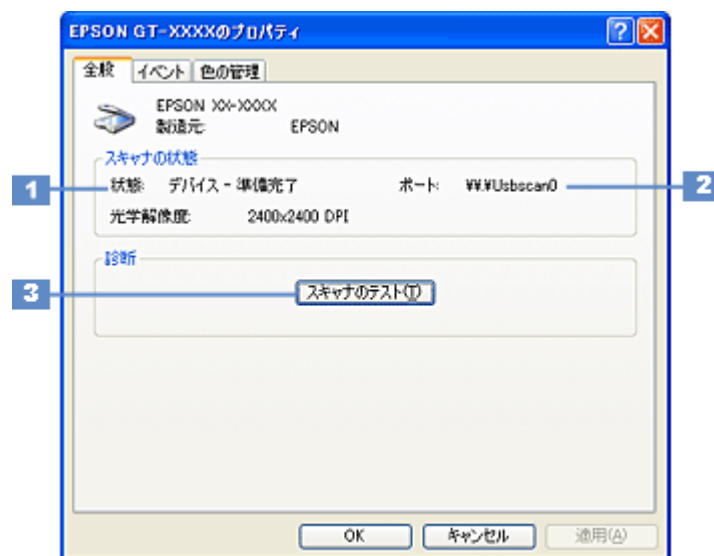 EPSON GT-XXXXのプロパティ
全般 イベント 色の管理
EPSON XX-XXXX
製造元: EPSON
スキャナの状態
1 状態: デバイス - 準備完了 ポート: ¥¥.¥Usbscan0 2
光学解像度: 2400x2400 DPI
診断
3 スキャナのテスト(T)
OK キャンセル 適用(A)